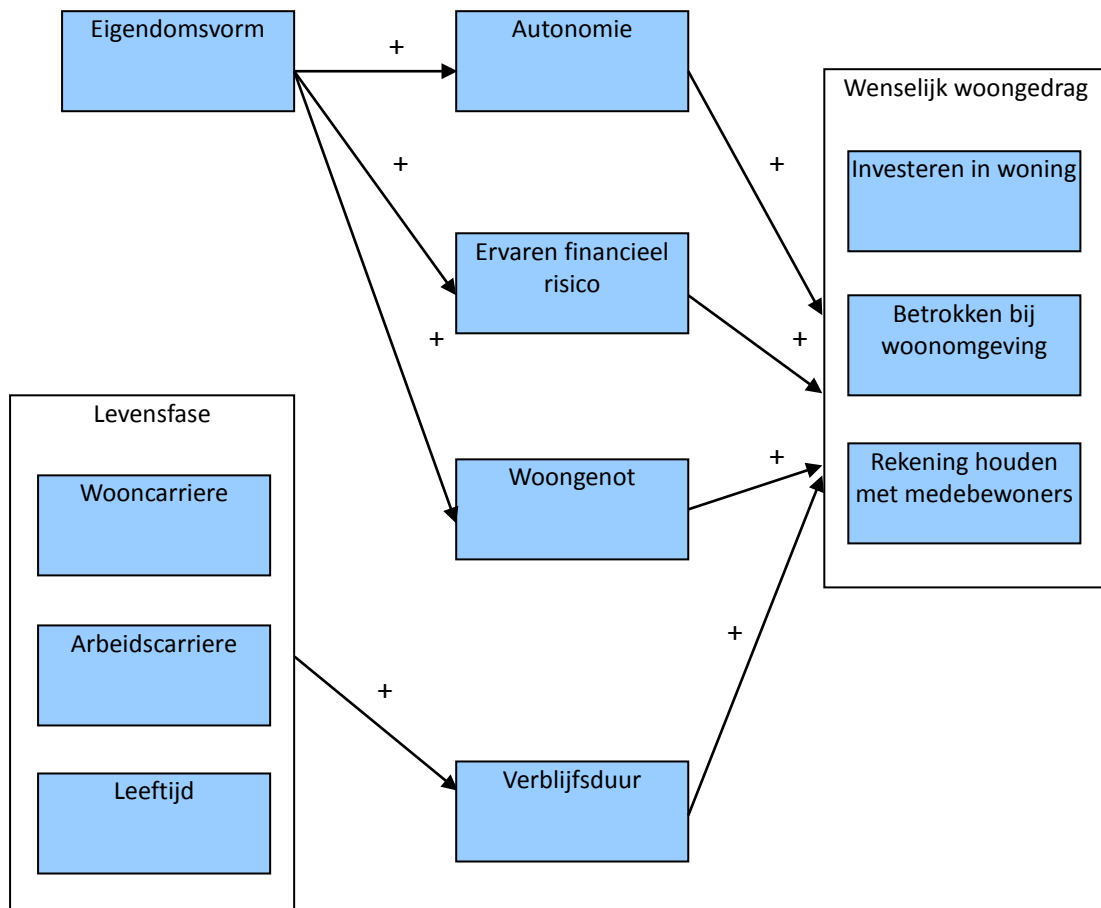 Eigendomsvorm
+
Autonomie
Wenselijk woongedrag
+
+
Investeren in woning
Ervaren financieel
risico
+
+
Betrokken bij
woonomgeving
Levensfase
Wooncarriere
Woongenot
+
Rekening houden
met medebewoners
Arbeidscarriere
+
+
Leeftijd
Verblijfsduur